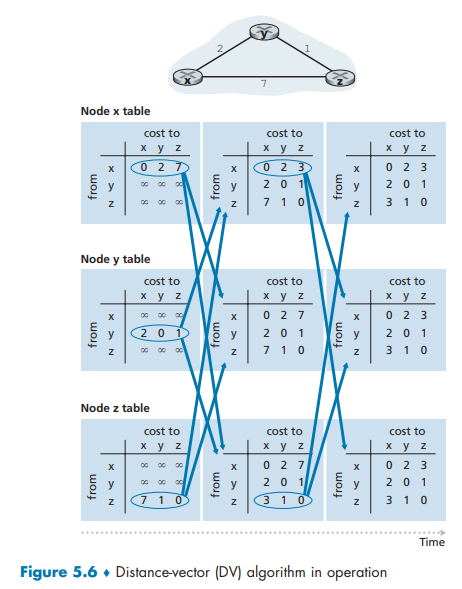 y
2 1
x z
7
Node x table
cost to cost to cost to
x y z x y z x y z
from x 0 2 7 from x 0 2 3 from x 0 2 3
y ∞ ∞ ∞ y 2 0 1 y 2 0 1
z ∞ ∞ ∞ z 7 1 0 z 3 1 0
Node y table
cost to cost to cost to
x y z x y z x y z
from x ∞ ∞ ∞ from x 0 2 7 from x 0 2 3
y 2 0 1 y 2 0 1 y 2 0 1
z ∞ ∞ ∞ z 7 1 0 z 3 1 0
Node z table
cost to cost to cost to
x y z x y z x y z
from x ∞ ∞ ∞ from x 0 2 7 from x 0 2 3
y ∞ ∞ ∞ y 2 0 1 y 2 0 1
z 7 1 0 z 3 1 0 z 3 1 0
Time
Figure 5.6 ♦ Distance-vector (DV) algorithm in operation